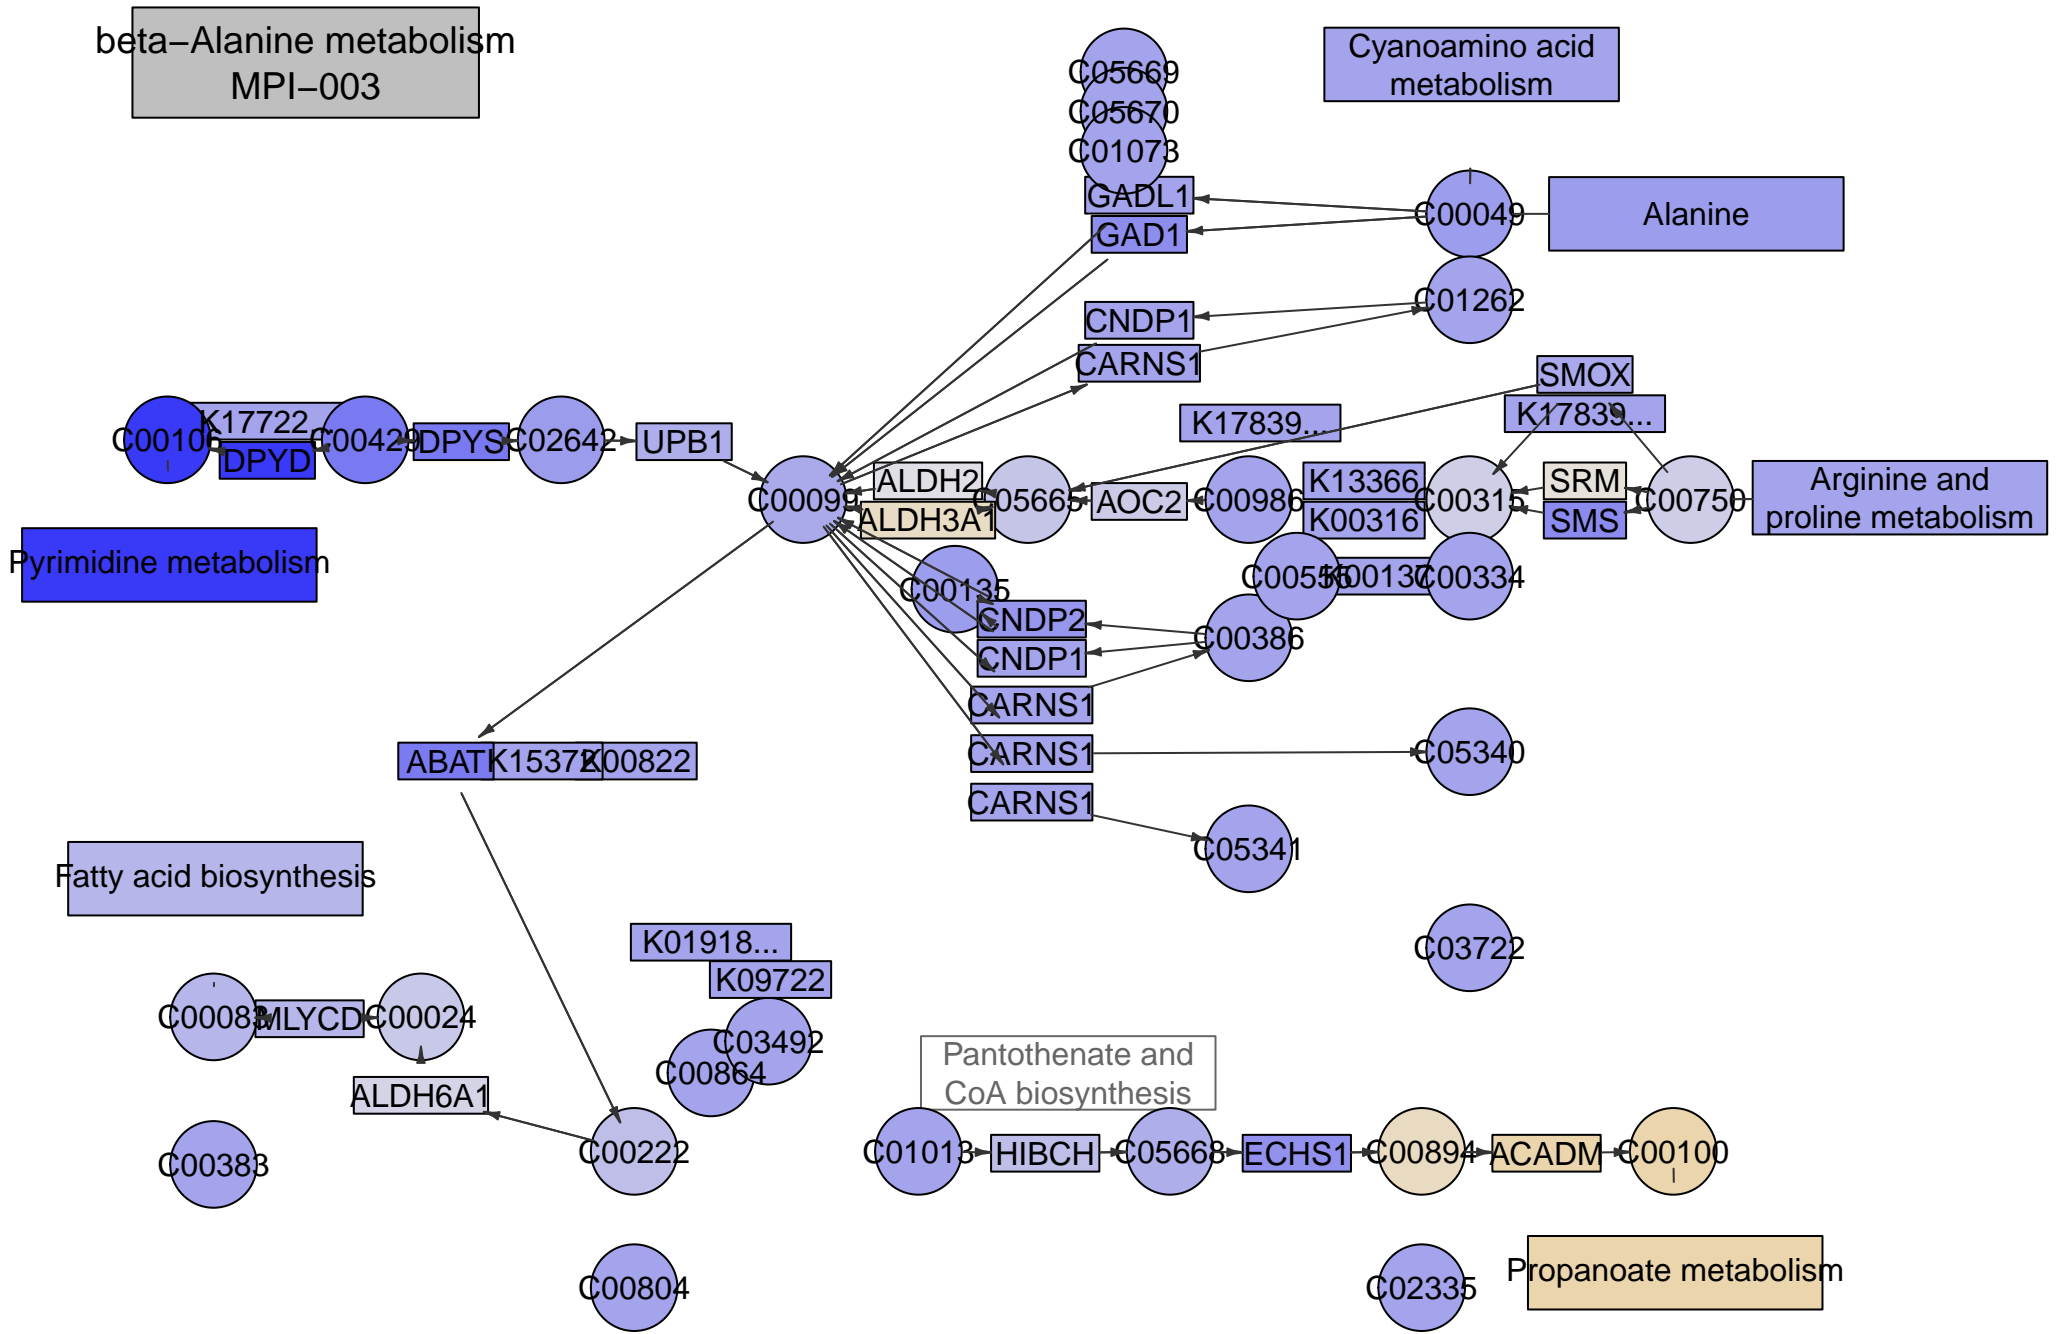 beta−Alanine metabolism
MPI−003
C05669
C05670
C01073
Cyanoamino acid
metabolism
GADL1
GAD1
C00049
Alanine
C01262
CNDP1
CARNS1
SMOX
K17839...
K17839...
C00106
K17722...
DPYD
C00429
DPYS
C02642
UPB1
C00099
ALDH2
ALDH3A1
C05665
AOC2
C00986
K13366
K00316
C00315
SRM
SMS
C00750
Arginine and
proline metabolism
Pyrimidine metabolism
C00135
C00555
K00137
C00334
CNDP2
CNDP1
C00386
CARNS1
CARNS1
CARNS1
C05340
C05341
ABAT
K15372
K00822
Fatty acid biosynthesis
K01918...
K09722
C03722
C00083
MLYCD
C00024
C03492
C00864
ALDH6A1
Pantothenate and
CoA biosynthesis
C00383
C00222
C01013
HIBCH
C05668
ECHS1
C00894
ACADM
C00100
C00804
C02335
Propanoate metabolism